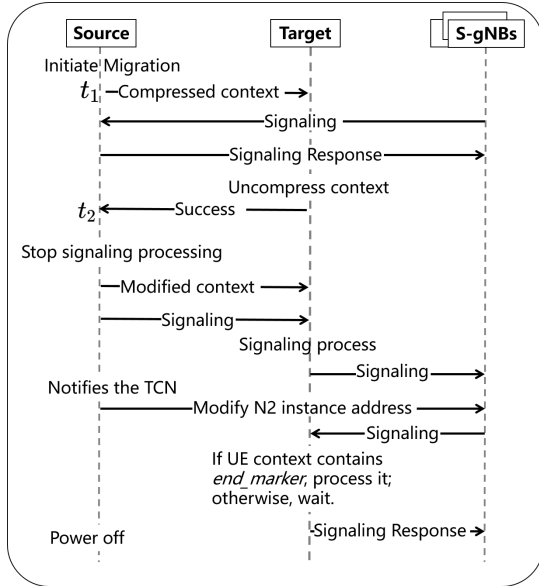 Source
Target
S-gNBs
Initiate Migration
t1
Compressed context
Signaling
Signaling Response
Uncompress context
t2
Success
Stop signaling processing
Modified context
Signaling
Signaling process
Signaling
Notifies the TCN
Modify N2 instance address
Signaling
If UE context contains
end_marker, process it;
otherwise, wait.
Signaling Response
Power off